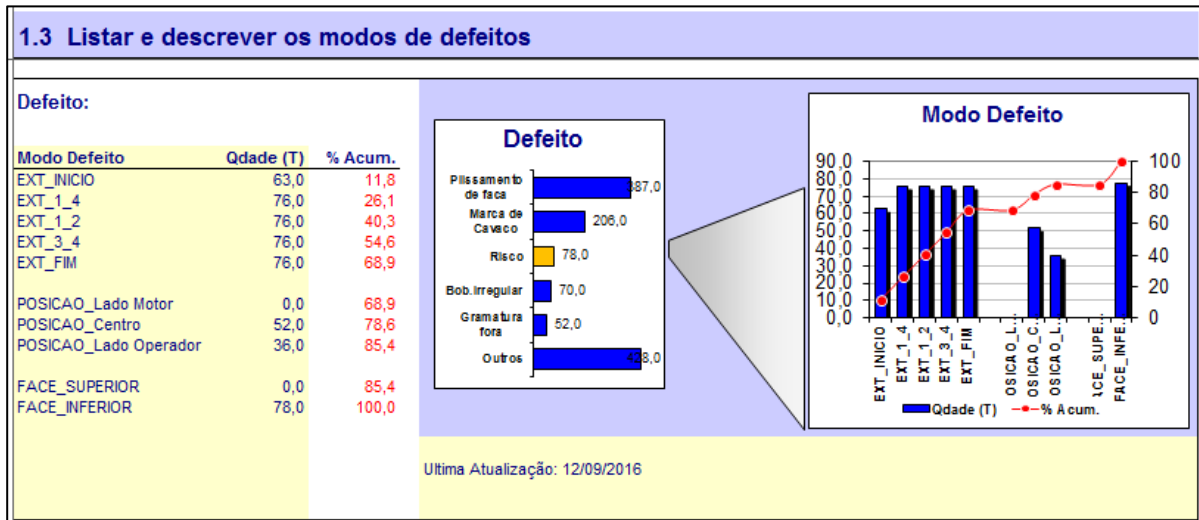 1.3 Listar e descrever os modos de defeitos
Defeito:
Modo Defeito Qdade (T) % Acum.
EXT_INICIO 63,0 11,8
EXT_1_4 76,0 26,1
EXT_1_2 76,0 40,3
EXT_3_4 76,0 54,6
EXT_FIM 76,0 68,9
POSICAO_Lado Motor 0,0 68,9
POSICAO_Centro 52,0 78,6
POSICAO_Lado Operador 36,0 85,4
FACE_SUPERIOR 0,0 85,4
FACE_INFERIOR 78,0 100,0
Defeito
Plissamento
de faca
387,0
Marca de
Cavaco
206,0
Risco 78,0
Bob.Irregular 70,0
Gramatura
fora
52,0
Outros 428,0
Modo Defeito
90,0
80,0
70,0
60,0
50,0
40,0
30,0
20,0
10,0
0,0
100
80
60
40
20
0
EXT_INICIO
EXT_1_4
EXT_1_2
EXT_3_4
EXT_FIM
OSICAO_L...
OSICAO_C...
OSICAO_L...
ACE_SUPE...
FACE_INFE...
Qdade (T) % Acum.
Ultima Atualização: 12/09/2016